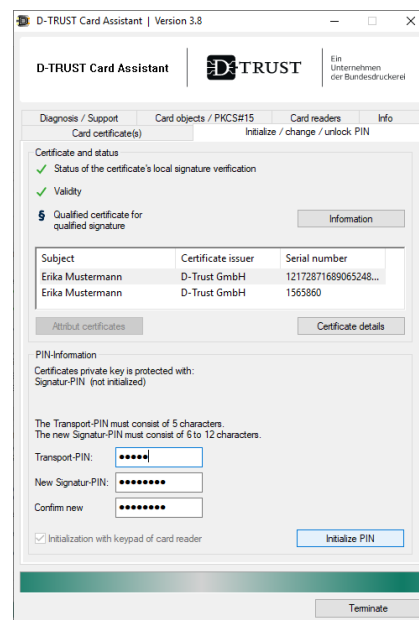 D-TRUST Card Assistant | Version 3.8
D-TRUST Card Assistant
D-TRUST
Ein
Unternehmen
der Bundesdruckerei
Diagnosis / Support
Card objects / PKCS#15
Card readers
Info
Card certificate(s)
Initialize / change / unlock PIN
Certificate and status
Status of the certificate's local signature verification
Validity
§ Qualified certificate for
qualified signature
Information
Subject Certificate issuer Serial number
Erika Mustermann D-Trust GmbH 12172871689065248...
Erika Mustermann D-Trust GmbH 1565860
Attribut certificates
Certificate details
PIN-Information
Certificates private key is protected with:
Signatur-PIN (not initialized)
The Transport-PIN must consist of 5 characters.
The new Signatur-PIN must consist of 6 to 12 characters.
Transport-PIN:
New Signatur-PIN:
Confirm new
Initialization with keypad of card reader
Initialize PIN
Terminate